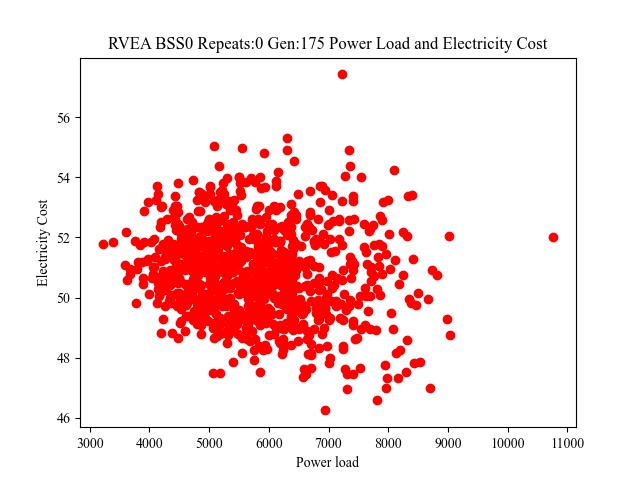 RVEA BSS0 Repeats:0 Gen:175 Power Load and Electricity Cost
Electricity Cost
56
54
52
50
48
46
3000 4000 5000 6000 7000 8000 9000 10000 11000
Power load